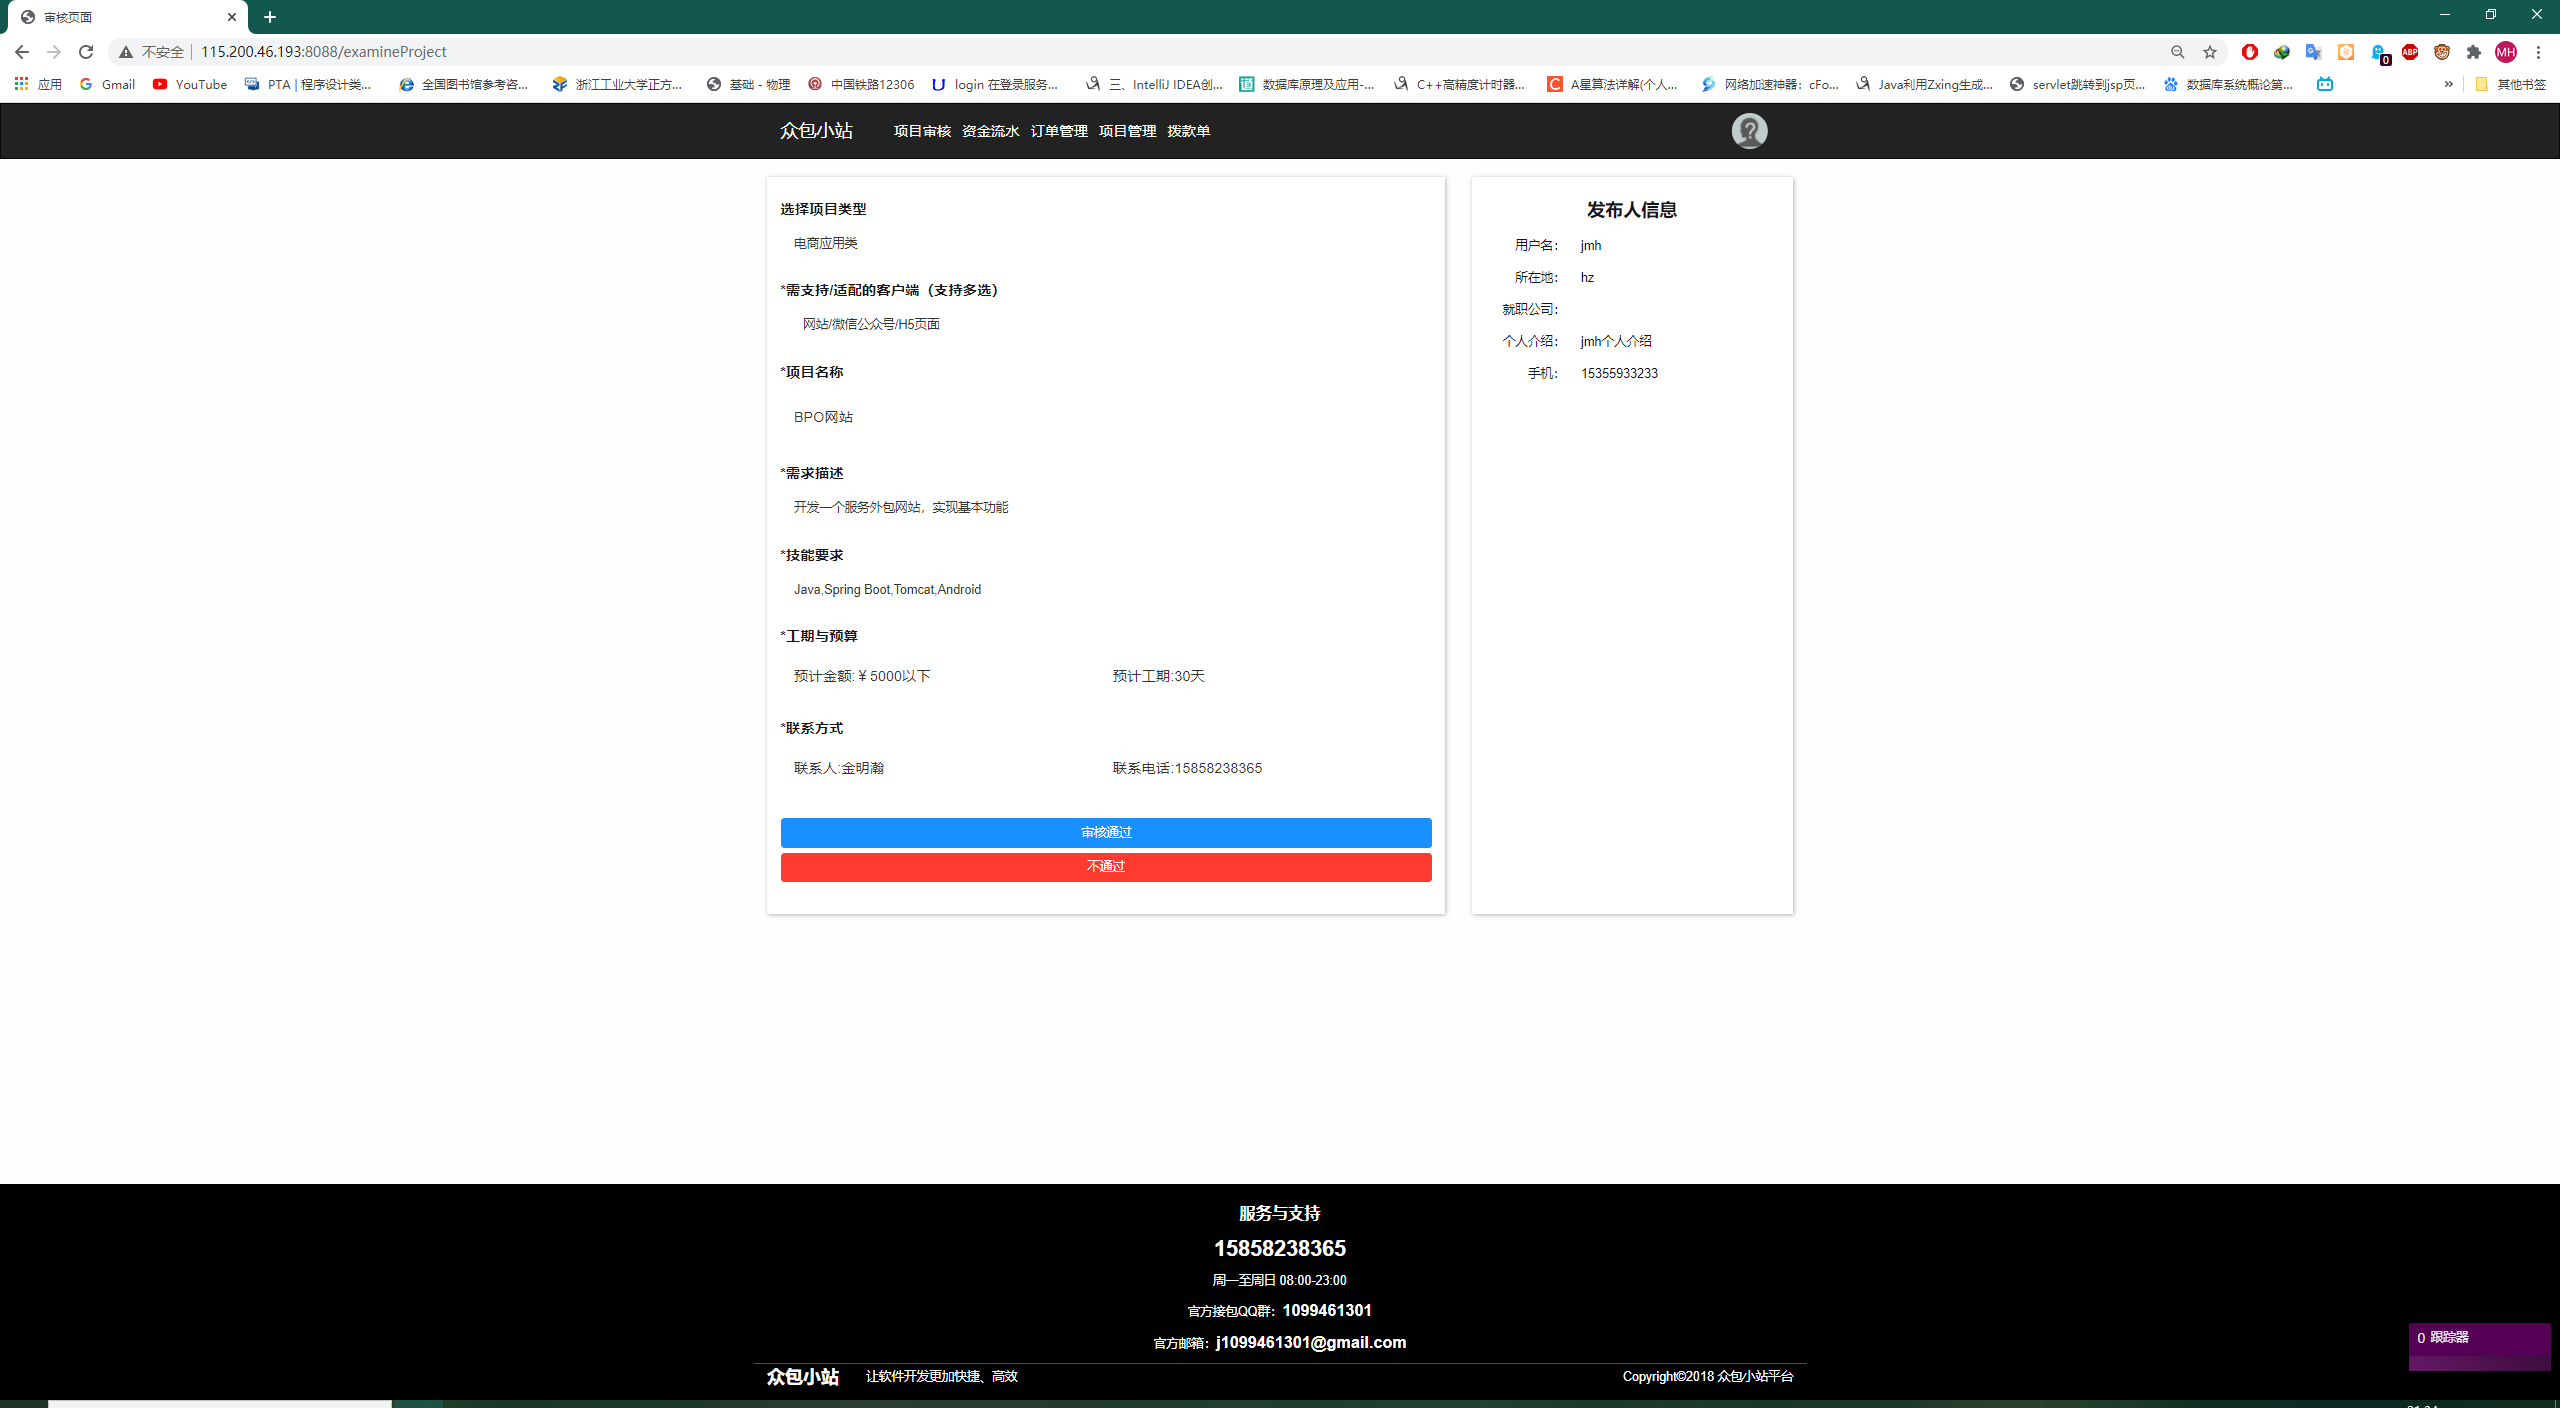 审核页面
不安全 115.200.46.193:8088/examineProject
应用 Gmail YouTube PTA | 程序设计类... 全国图书馆参考咨... 浙江工业大学正方... 基础 - 物理 中国铁路12306 login 在登录服务... 三、IntelliJ IDEA创... 数据库原理及应用-... C++高精度计时器... A星算法详解(个人... 网络加速神器：cFo... Java利用Zxing生成... servlet跳转到jsp页... 数据库系统概论第... » 其他书签
MH
ABP
0
众包小站 项目审核 资金流水 订单管理 项目管理 拨款单
选择项目类型
电商应用类
*需支持/适配的客户端（支持多选）
网站/微信公众号/H5页面
*项目名称
BPO网站
*需求描述
开发一个服务外包网站，实现基本功能
*技能要求
Java,Spring Boot,Tomcat,Android
*工期与预算
预计金额:￥5000以下 预计工期:30天
*联系方式
联系人:金明瀚 联系电话:15858238365
审核通过
不通过
发布人信息
用户名： jmh
所在地： hz
就职公司：
个人介绍： jmh个人介绍
手机： 15355933233
服务与支持
15858238365
周一至周日 08:00-23:00
官方接包QQ群：1099461301
官方邮箱：j1099461301@gmail.com
众包小站 让软件开发更加快捷、高效 Copyright©2018 众包小站平台
0 跟踪器